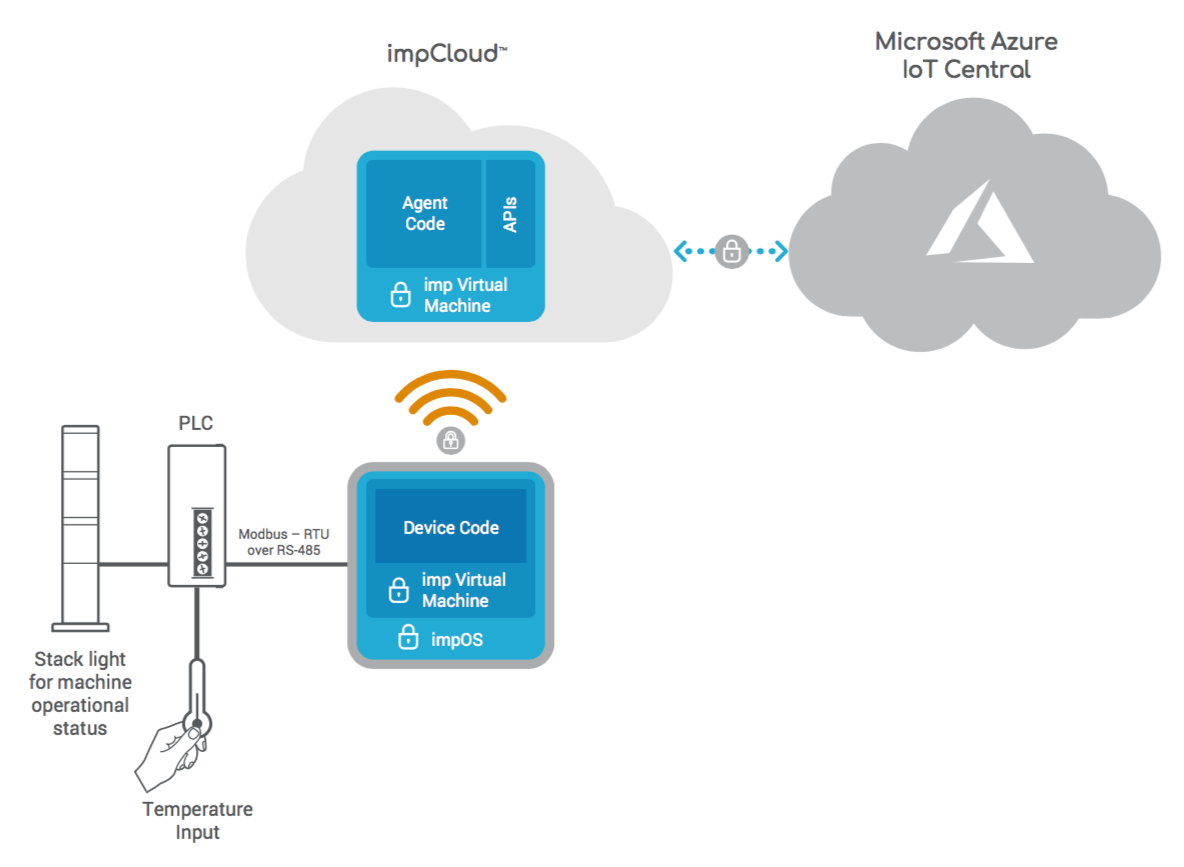 impCloud™
Microsoft Azure
IoT Central
Agent
Code
APIs
imp Virtual
Machine
PLC
Modbus – RTU
over RS-485
Device Code
imp Virtual
Machine
impOS
Stack light
for machine
operational
status
Temperature
Input